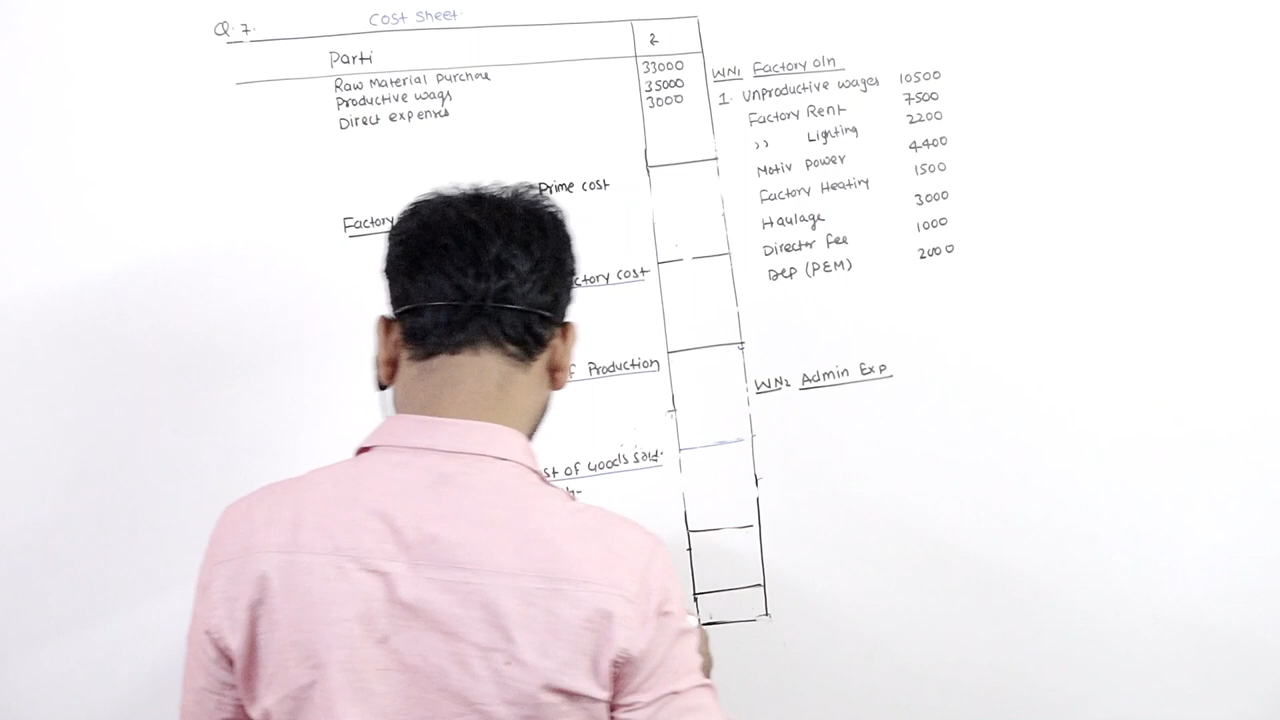 Q. 7. Cost Sheet
Parti ₹
Raw Material purchase 33000
Productive wags 35000
Direct expenses 3000
Prime cost
Factory
ctory cost
f Production
st of Goods sold.
WN1 Factory o/n
1. Unproductive wages 10500
Factory Rent 7500
,, Lighting 2200
Motiv power 4400
Factory Heating 1500
Haulage 3000
Director fee 1000
Dep (PEM) 2000
WN2 Admin Exp